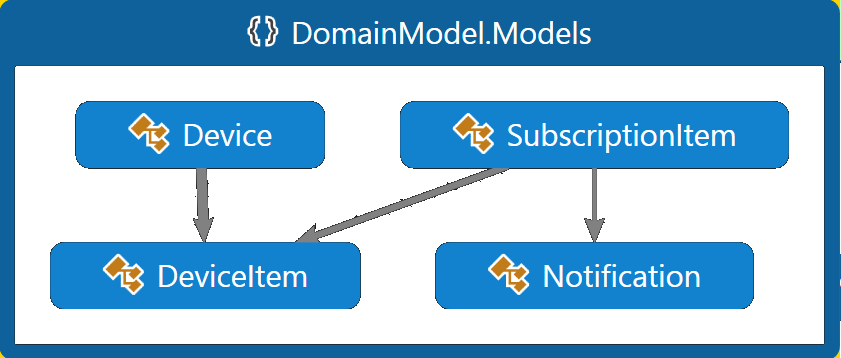 DomainModel.Models
Device
SubscriptionItem
DeviceItem
Notification